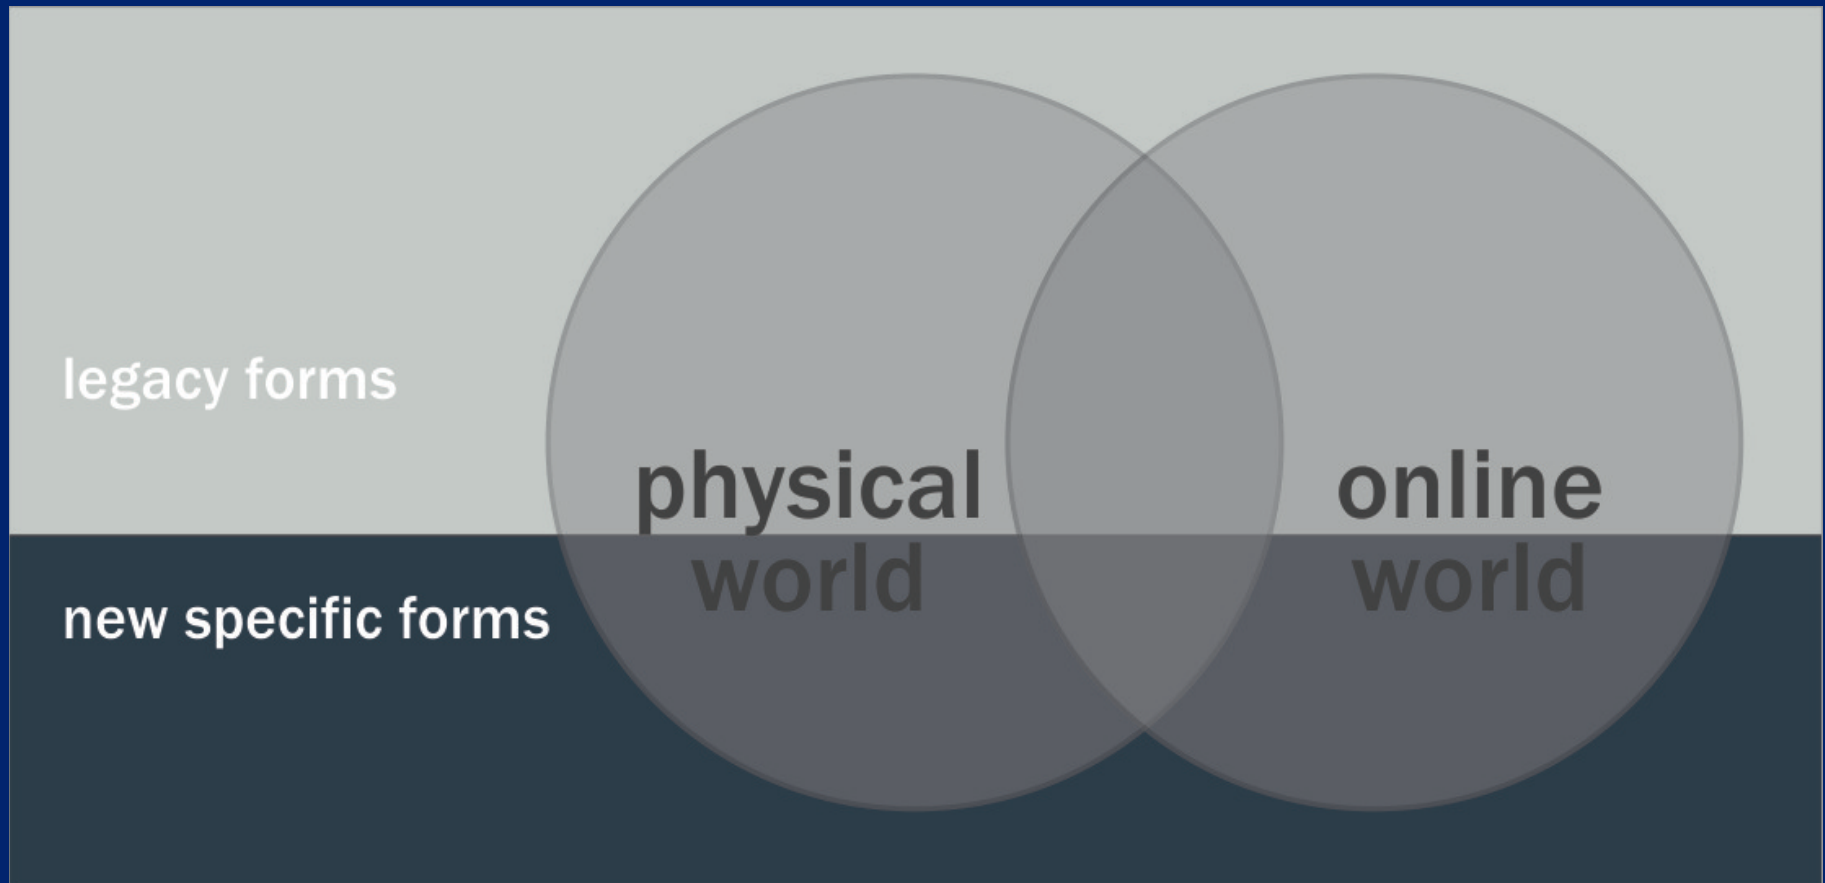 legacy forms
physical
world
online
world
new specific forms